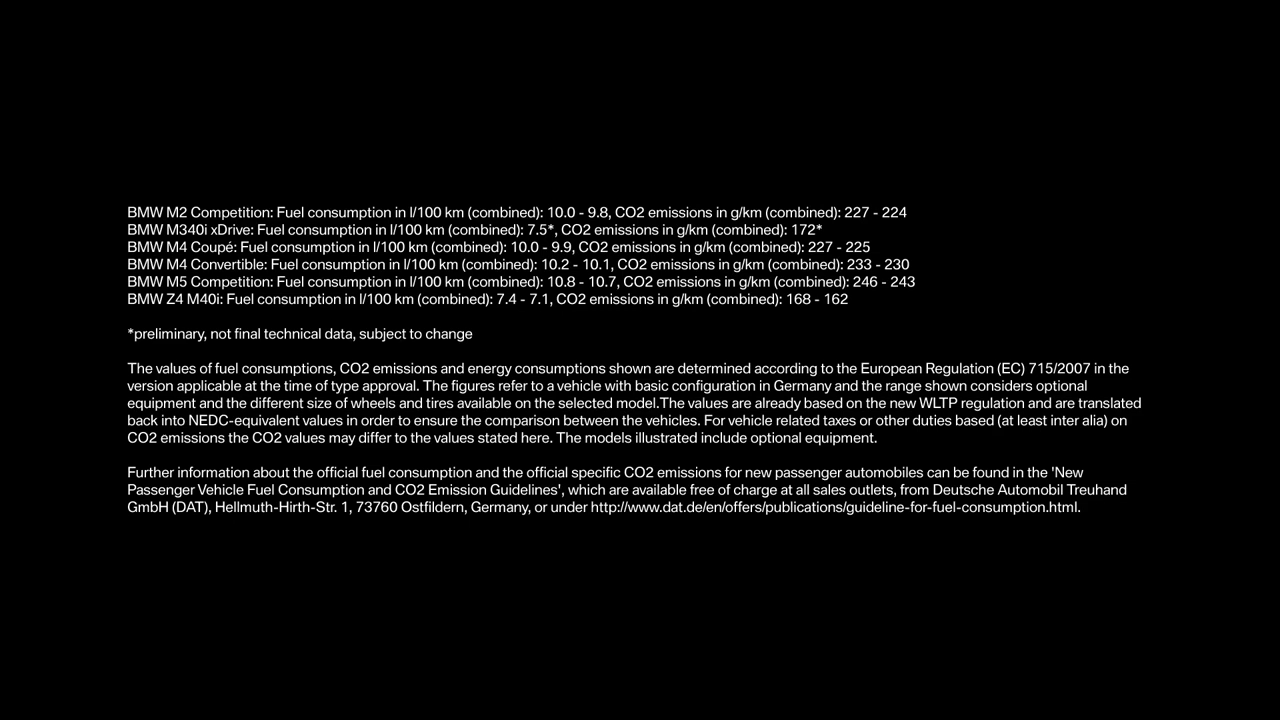 BMW M2 Competition: Fuel consumption in l/100 km (combined): 10.0 - 9.8, CO2 emissions in g/km (combined): 227 - 224
BMW M340i xDrive: Fuel consumption in l/100 km (combined): 7.5*, CO2 emissions in g/km (combined): 172*
BMW M4 Coupé: Fuel consumption in l/100 km (combined): 10.0 - 9.9, CO2 emissions in g/km (combined): 227 - 225
BMW M4 Convertible: Fuel consumption in l/100 km (combined): 10.2 - 10.1, CO2 emissions in g/km (combined): 233 - 230
BMW M5 Competition: Fuel consumption in l/100 km (combined): 10.8 - 10.7, CO2 emissions in g/km (combined): 246 - 243
BMW Z4 M40i: Fuel consumption in l/100 km (combined): 7.4 - 7.1, CO2 emissions in g/km (combined): 168 - 162
*preliminary, not final technical data, subject to change
The values of fuel consumptions, CO2 emissions and energy consumptions shown are determined according to the European Regulation (EC) 715/2007 in the
version applicable at the time of type approval. The figures refer to a vehicle with basic configuration in Germany and the range shown considers optional
equipment and the different size of wheels and tires available on the selected model.The values are already based on the new WLTP regulation and are translated
back into NEDC-equivalent values in order to ensure the comparison between the vehicles. For vehicle related taxes or other duties based (at least inter alia) on
CO2 emissions the CO2 values may differ to the values stated here. The models illustrated include optional equipment.
Further information about the official fuel consumption and the official specific CO2 emissions for new passenger automobiles can be found in the 'New
Passenger Vehicle Fuel Consumption and CO2 Emission Guidelines', which are available free of charge at all sales outlets, from Deutsche Automobil Treuhand
GmbH (DAT), Hellmuth-Hirth-Str. 1, 73760 Ostfildern, Germany, or under http://www.dat.de/en/offers/publications/guideline-for-fuel-consumption.html.